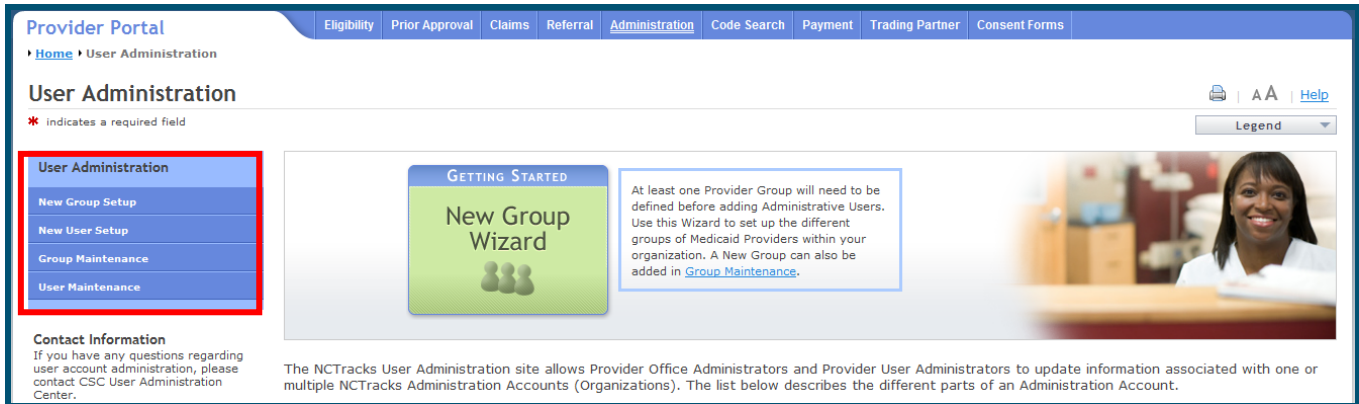 Provider Portal
Eligibility Prior Approval Claims Referral Administration Code Search Payment Trading Partner Consent Forms
Home User Administration
User Administration
A A | Help
* indicates a required field
Legend
User Administration
New Group Setup
New User Setup
Group Maintenance
User Maintenance
GETTING STARTED
New Group
Wizard
At least one Provider Group will need to
be defined before adding Administrative Users.
Use this Wizard to set up the different
groups of Medicaid Providers within your
organization. A New Group can also be
added in Group Maintenance.
Contact Information
If you have any questions regarding
user account administration, please
contact CSC User Administration
Center.
The NCTracks User Administration site allows Provider Office Administrators and Provider User Administrators to update information associated with one or
multiple NCTracks Administration Accounts (Organizations). The list below describes the different parts of an Administration Account.